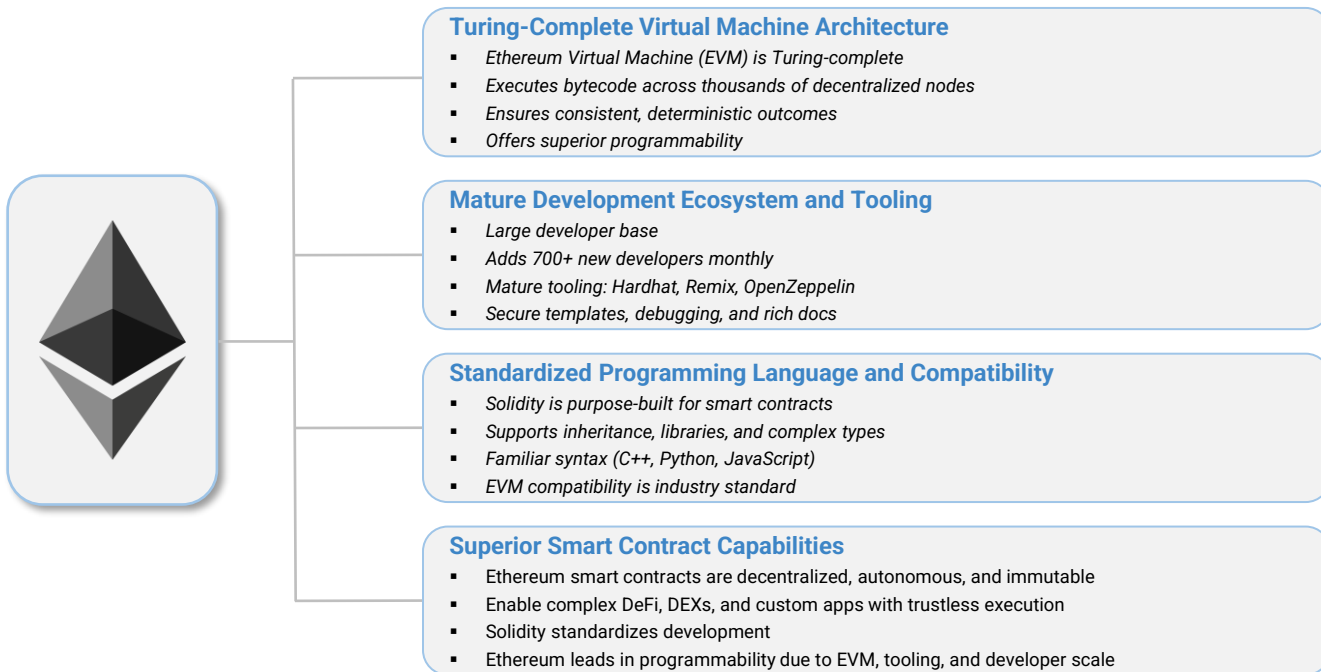 Turing-Complete Virtual Machine Architecture
▪ Ethereum Virtual Machine (EVM) is Turing-complete
▪ Executes bytecode across thousands of decentralized nodes
▪ Ensures consistent, deterministic outcomes
▪ Offers superior programmability
Mature Development Ecosystem and Tooling
▪ Large developer base
▪ Adds 700+ new developers monthly
▪ Mature tooling: Hardhat, Remix, OpenZeppelin
▪ Secure templates, debugging, and rich docs
Standardized Programming Language and Compatibility
▪ Solidity is purpose-built for smart contracts
▪ Supports inheritance, libraries, and complex types
▪ Familiar syntax (C++, Python, JavaScript)
▪ EVM compatibility is industry standard
Superior Smart Contract Capabilities
▪ Ethereum smart contracts are decentralized, autonomous, and immutable
▪ Enable complex DeFi, DEXs, and custom apps with trustless execution
▪ Solidity standardizes development
▪ Ethereum leads in programmability due to EVM, tooling, and developer scale